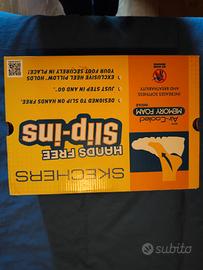 SKECHERS
HANDS FREE
Slip-ins
DESIGNED TO SLIP ON HANDS FREE
JUST STEP IN AND GO
EXCLUSIVE HEEL PILLOW HOLDS
YOUR FOOT SECURELY IN PLACE!
WITH
Air-Cooled
MEMORY FOAM
INCREASES SOFTNESS
AND BREATHABILITY
subito